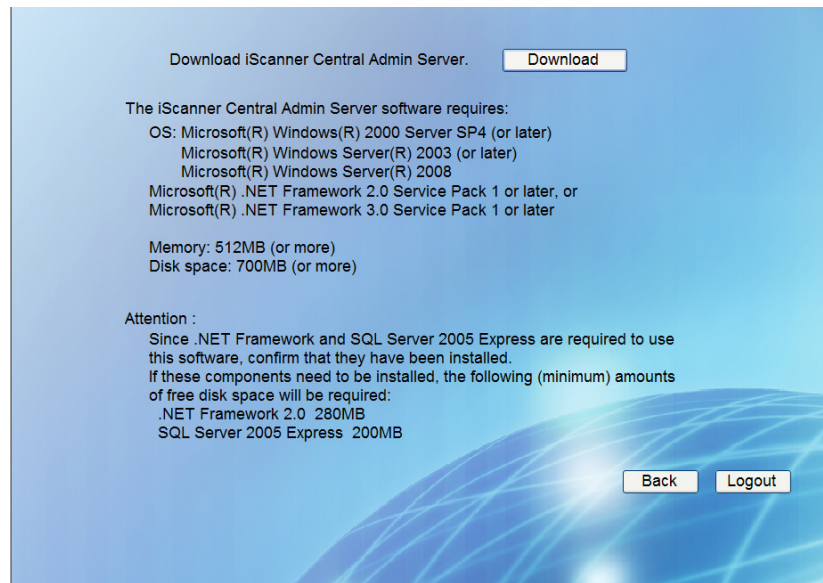 Download iScanner Central Admin Server. Download
The iScanner Central Admin Server software requires:
OS: Microsoft(R) Windows(R) 2000 Server SP4 (or later)
Microsoft(R) Windows Server(R) 2003 (or later)
Microsoft(R) Windows Server(R) 2008
Microsoft(R) .NET Framework 2.0 Service Pack 1 or later, or
Microsoft(R) .NET Framework 3.0 Service Pack 1 or later
Memory: 512MB (or more)
Disk space: 700MB (or more)
Attention :
Since .NET Framework and SQL Server 2005 Express are required to use
this software, confirm that they have been installed.
If these components need to be installed, the following (minimum) amounts
of free disk space will be required:
.NET Framework 2.0 280MB
SQL Server 2005 Express 200MB
Back Logout